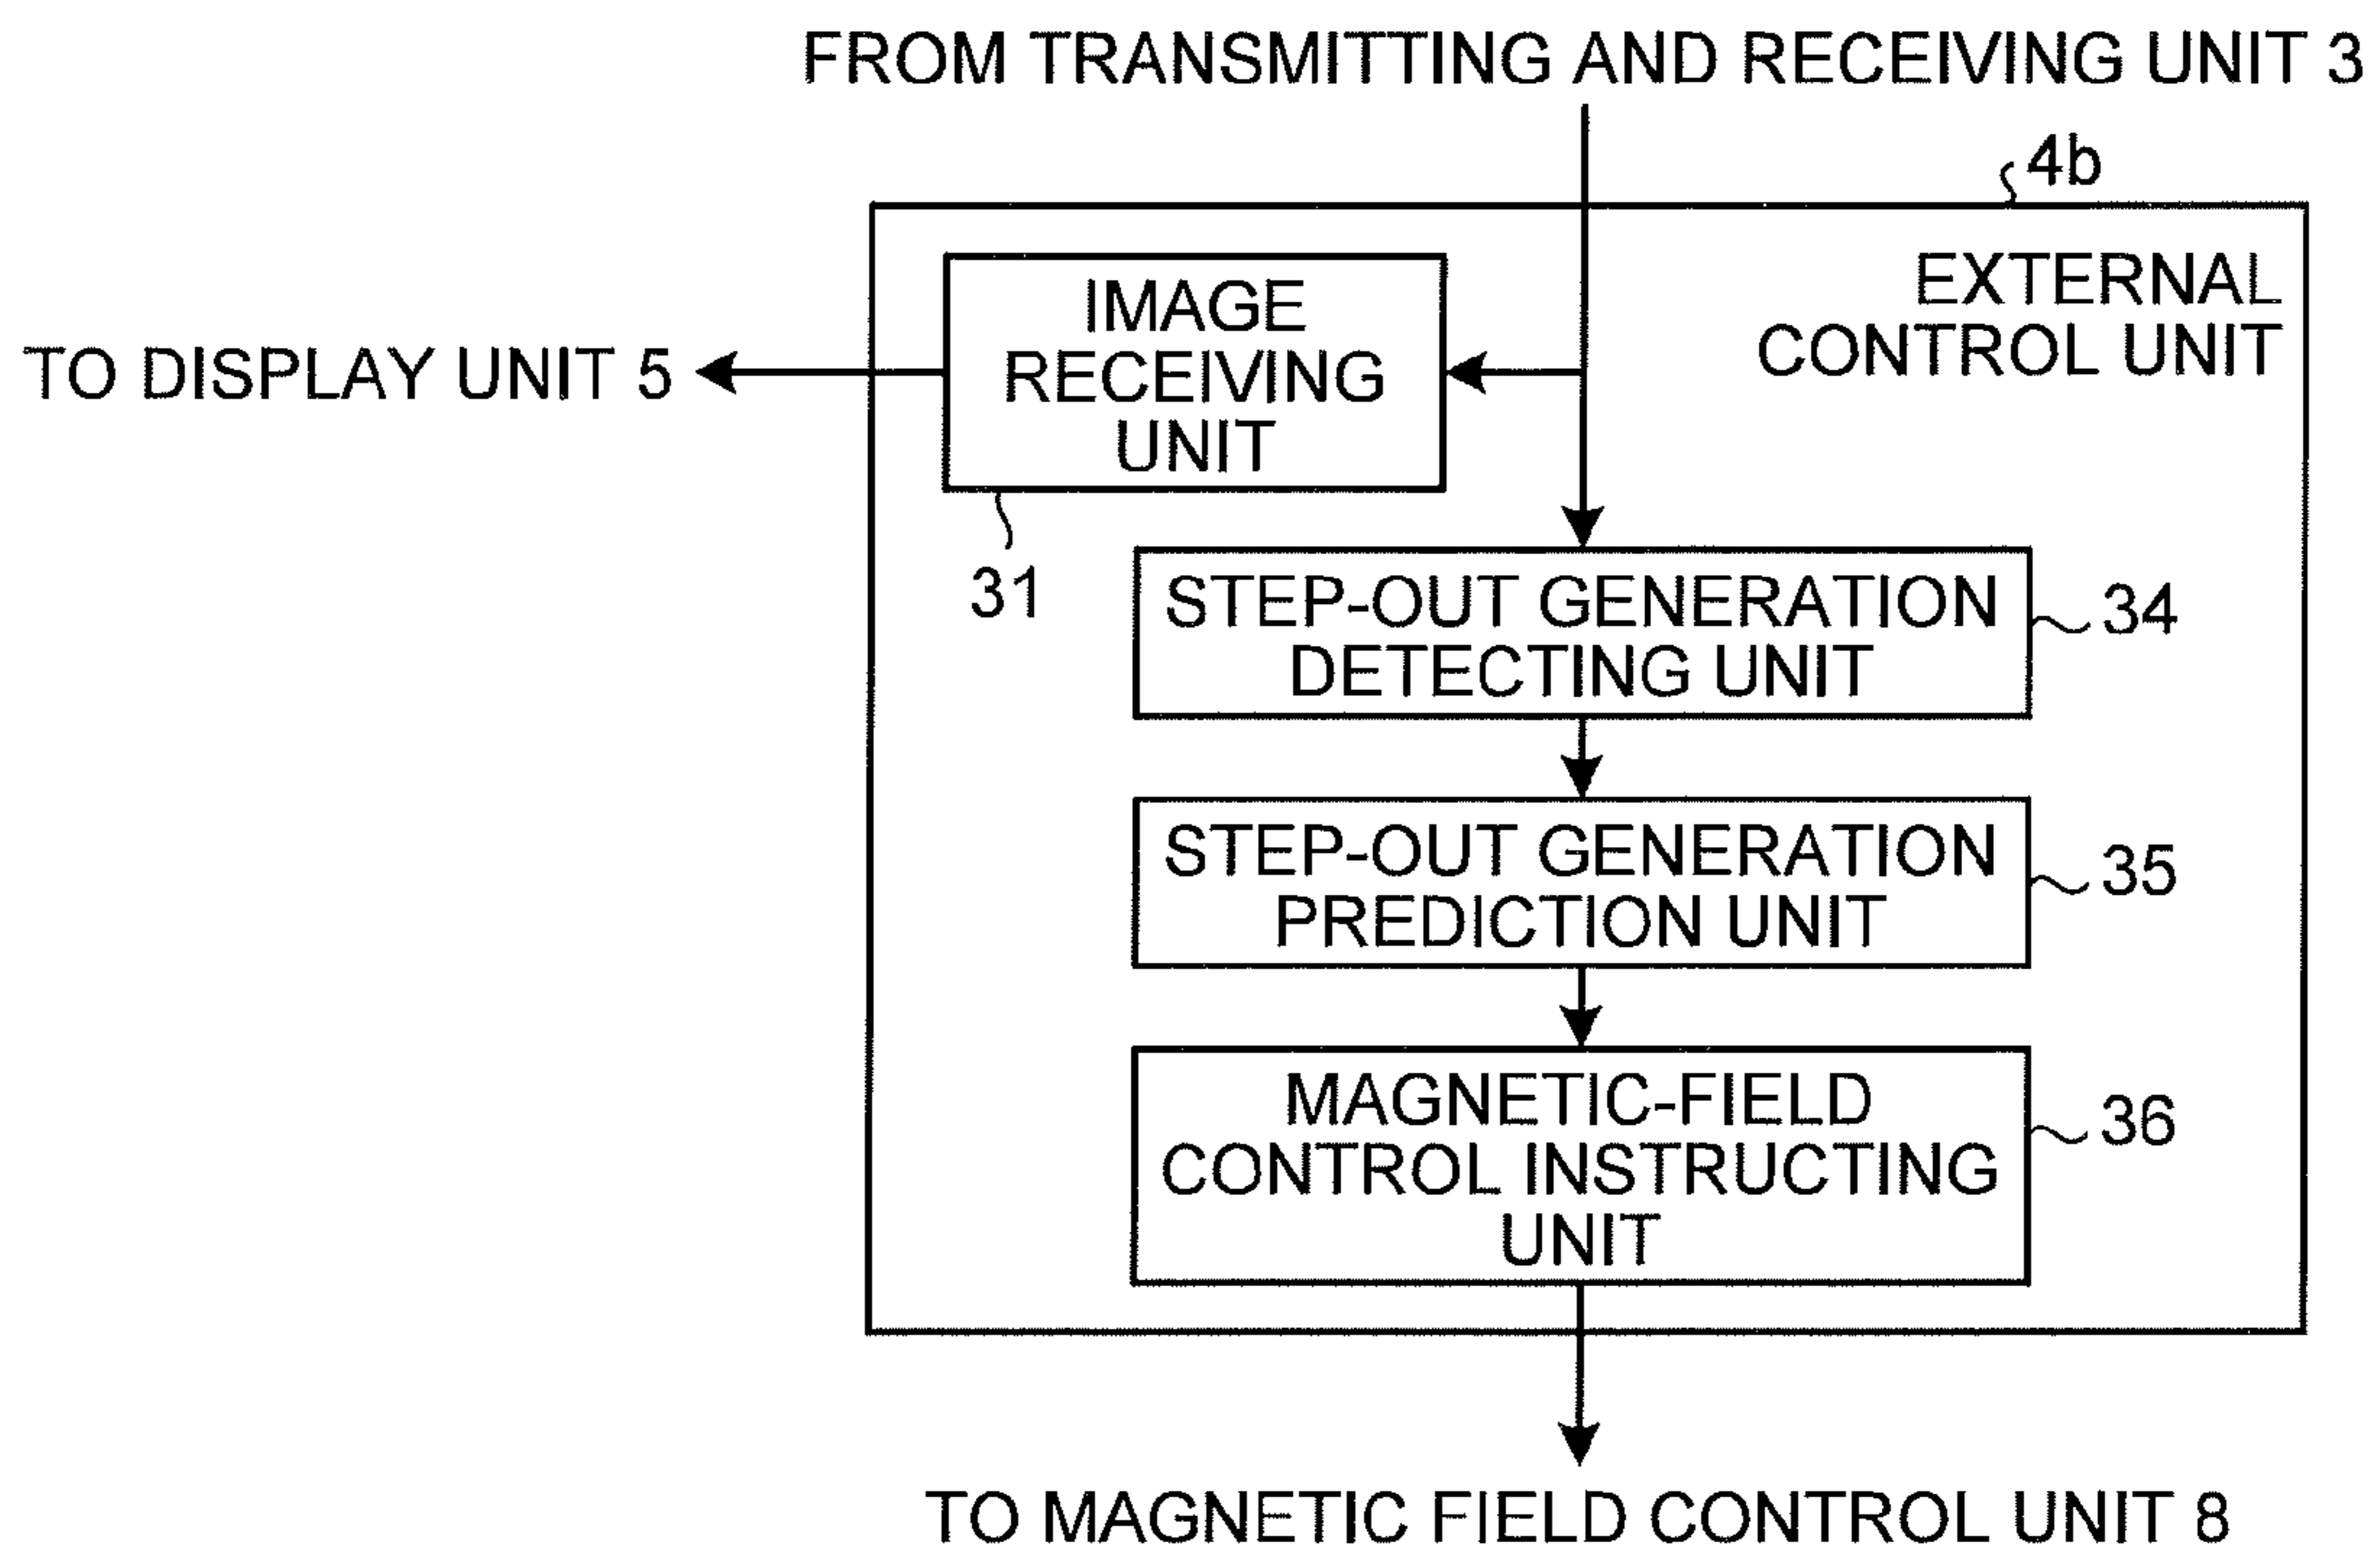 FROM TRANSMITTING AND RECEIVING UNIT 3
4b
EXTERNAL
CONTROL UNIT
IMAGE
RECEIVING
UNIT
TO DISPLAY UNIT 5
31
STEP-OUT GENERATION
DETECTING UNIT
34
STEP-OUT GENERATION
PREDICTION UNIT
35
MAGNETIC-FIELD
CONTROL INSTRUCTING
UNIT
36
TO MAGNETIC FIELD CONTROL UNIT 8